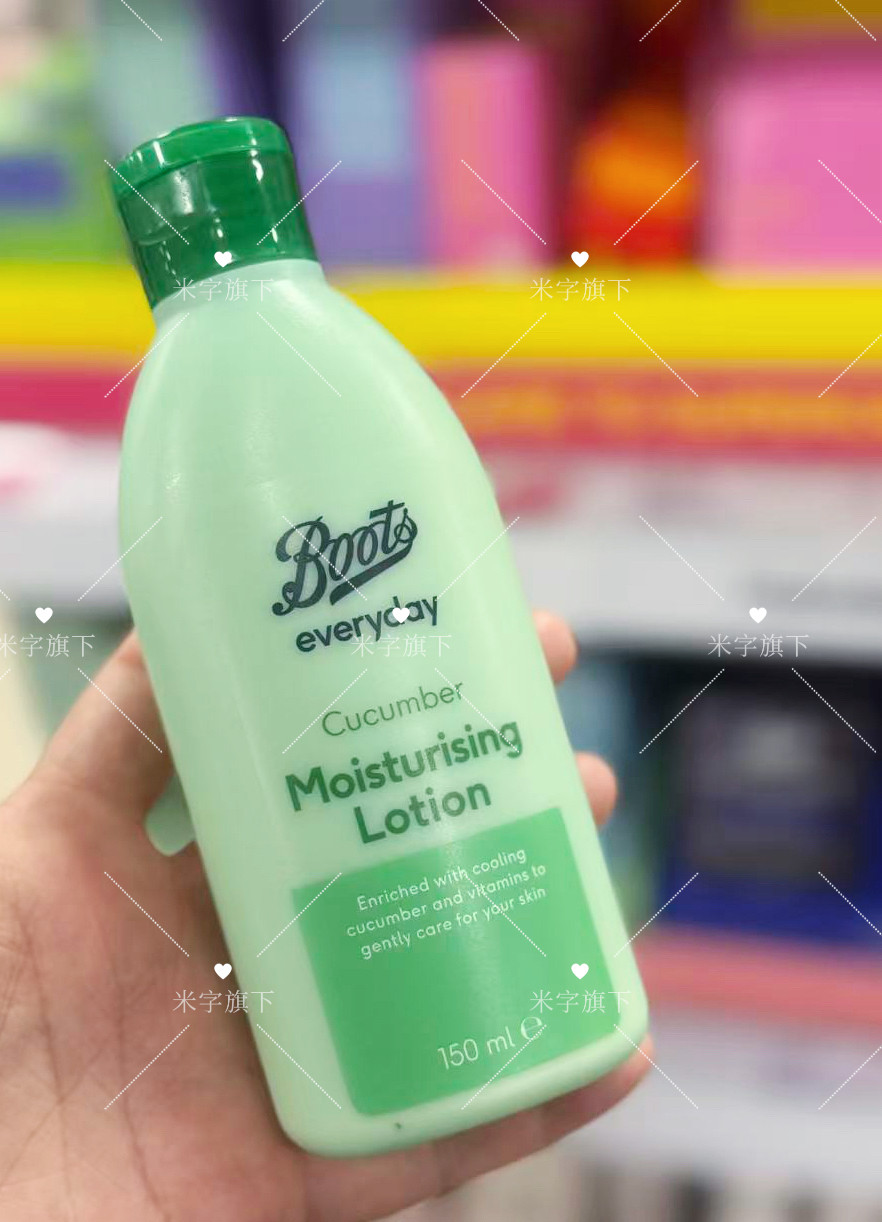 米字旗下
米字旗下
Boots
everyday
米字旗下
米字旗下
米字旗下
Cucumber
Moisturising
Lotion
Enriched with cooling
cucumber and vitamins to
gently care for your skin
米字旗下
米字旗下
150 ml ℮